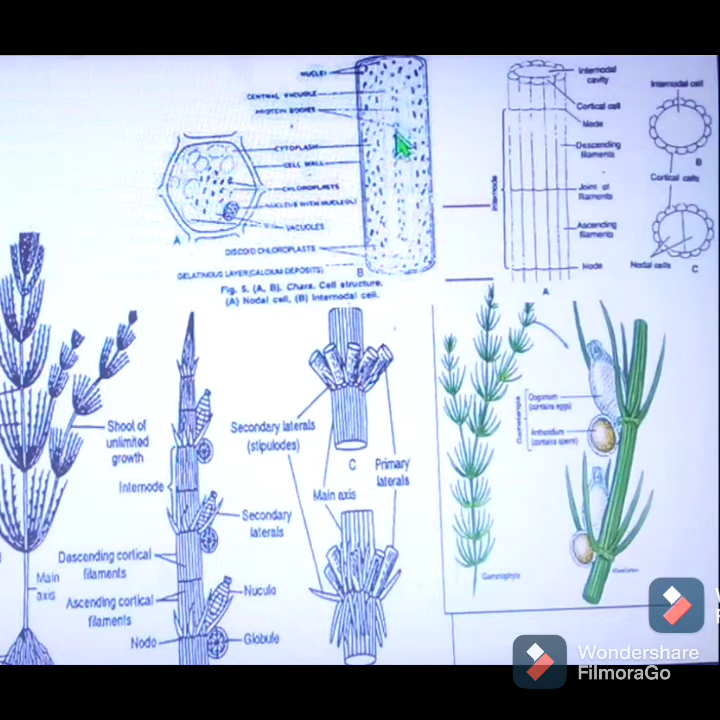 NUCLEI
CENTRAL VACUOLE
PROTEIN BODIES
CYTOPLASM
CELL WALL
CHLOROPLASTS
NUCLEUS WITH NUCLEOLI
VACUOLES
A
DISCOID CHLOROPLASTS
GELATINOUS LAYER(CALCIUM DEPOSITS)
B
Fig. 5. (A, B). Chara. Cell structure.
(A) Nodal cell, (B) Internodal cell.
Internodal
cavity
Cortical cell
Node
Descending
filaments
Internode
Joint of
filaments
Ascending
filaments
Node
A
Internodal cell
B
Cortical cells
Nodal cells
C
Shool of
unlimited
growth
Main
axis
Internode
Descending cortical
filaments
Ascending cortical
filaments
Node
Secondary
laterals
Nucule
Globule
Secondary laterals
(stipulodes)
C
Primary
laterals
Main axis
Gametangia
Oogonium
(contains eggs)
Antheridium
(contains sperm)
Gametophyte
Wondershare
FilmoraGo